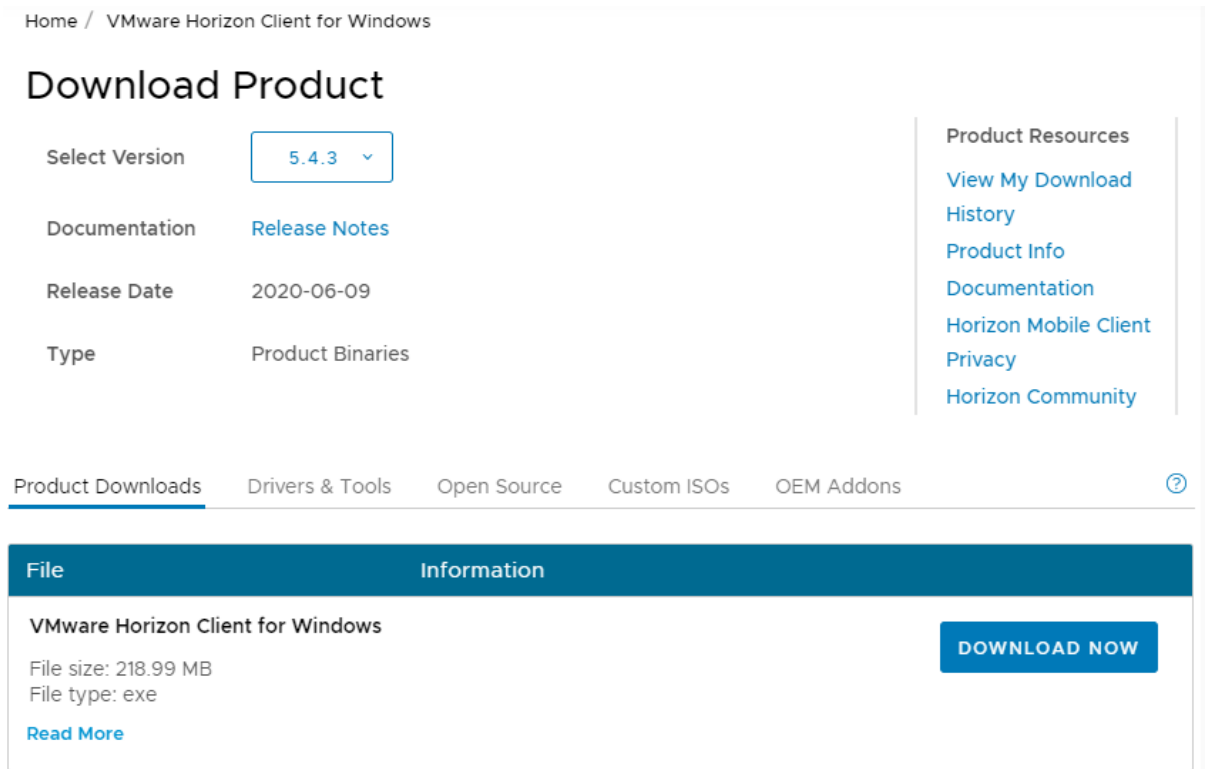 Home / VMware Horizon Client for Windows
Download Product
Select Version 5.4.3
Documentation Release Notes
Release Date 2020-06-09
Type Product Binaries
Product Resources
View My Download
History
Product Info
Documentation
Horizon Mobile Client
Privacy
Horizon Community
Product Downloads Drivers & Tools Open Source Custom ISOs OEM Addons ?
File Information
VMware Horizon Client for Windows
File size: 218.99 MB
File type: exe
Read More
DOWNLOAD NOW